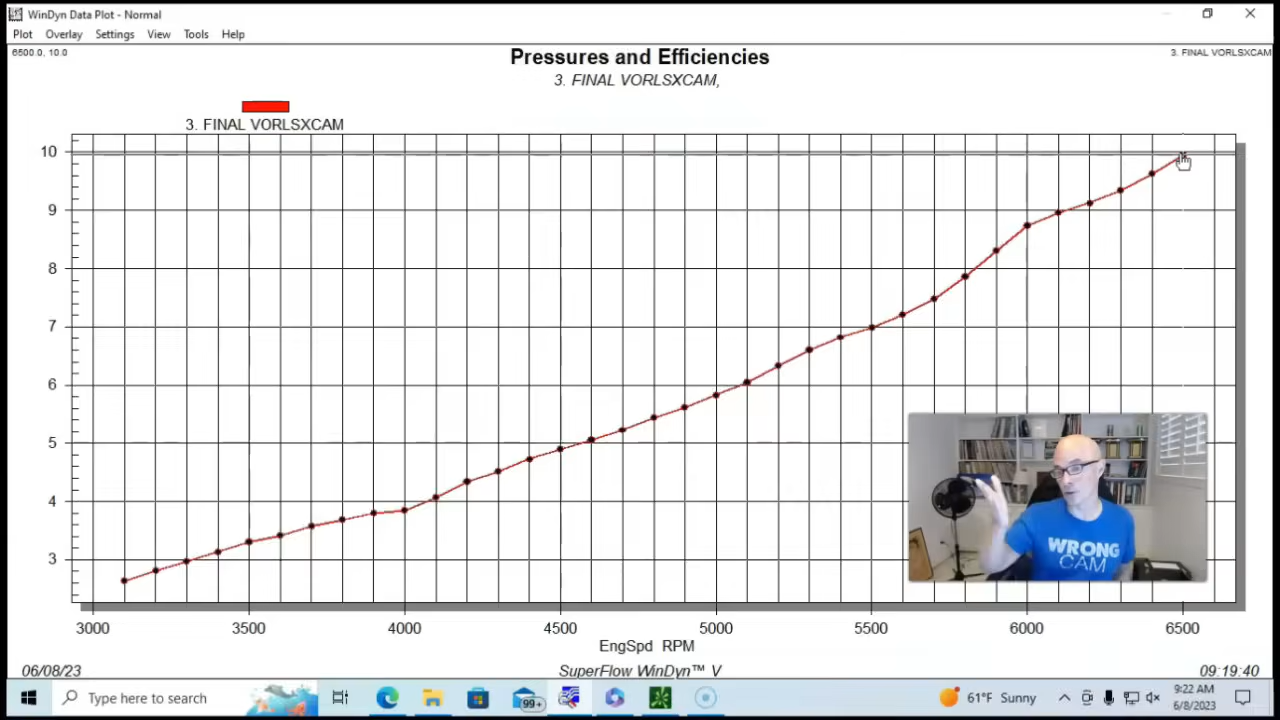 WinDyn Data Plot - Normal
Plot Overlay Settings View Tools Help
6500.0, 10.0
3. FINAL VORLSXCAM
Pressures and Efficiencies
3. FINAL VORLSXCAM,
3. FINAL VORLSXCAM
10
9
8
7
6
5
4
3
3000 3500 4000 4500 5000 5500 6000 6500
EngSpd RPM
WRONG
CAM
06/08/23 SuperFlow WinDyn™ V 09:19:40
Type here to search
99+
61°F Sunny
9:22 AM
6/8/2023